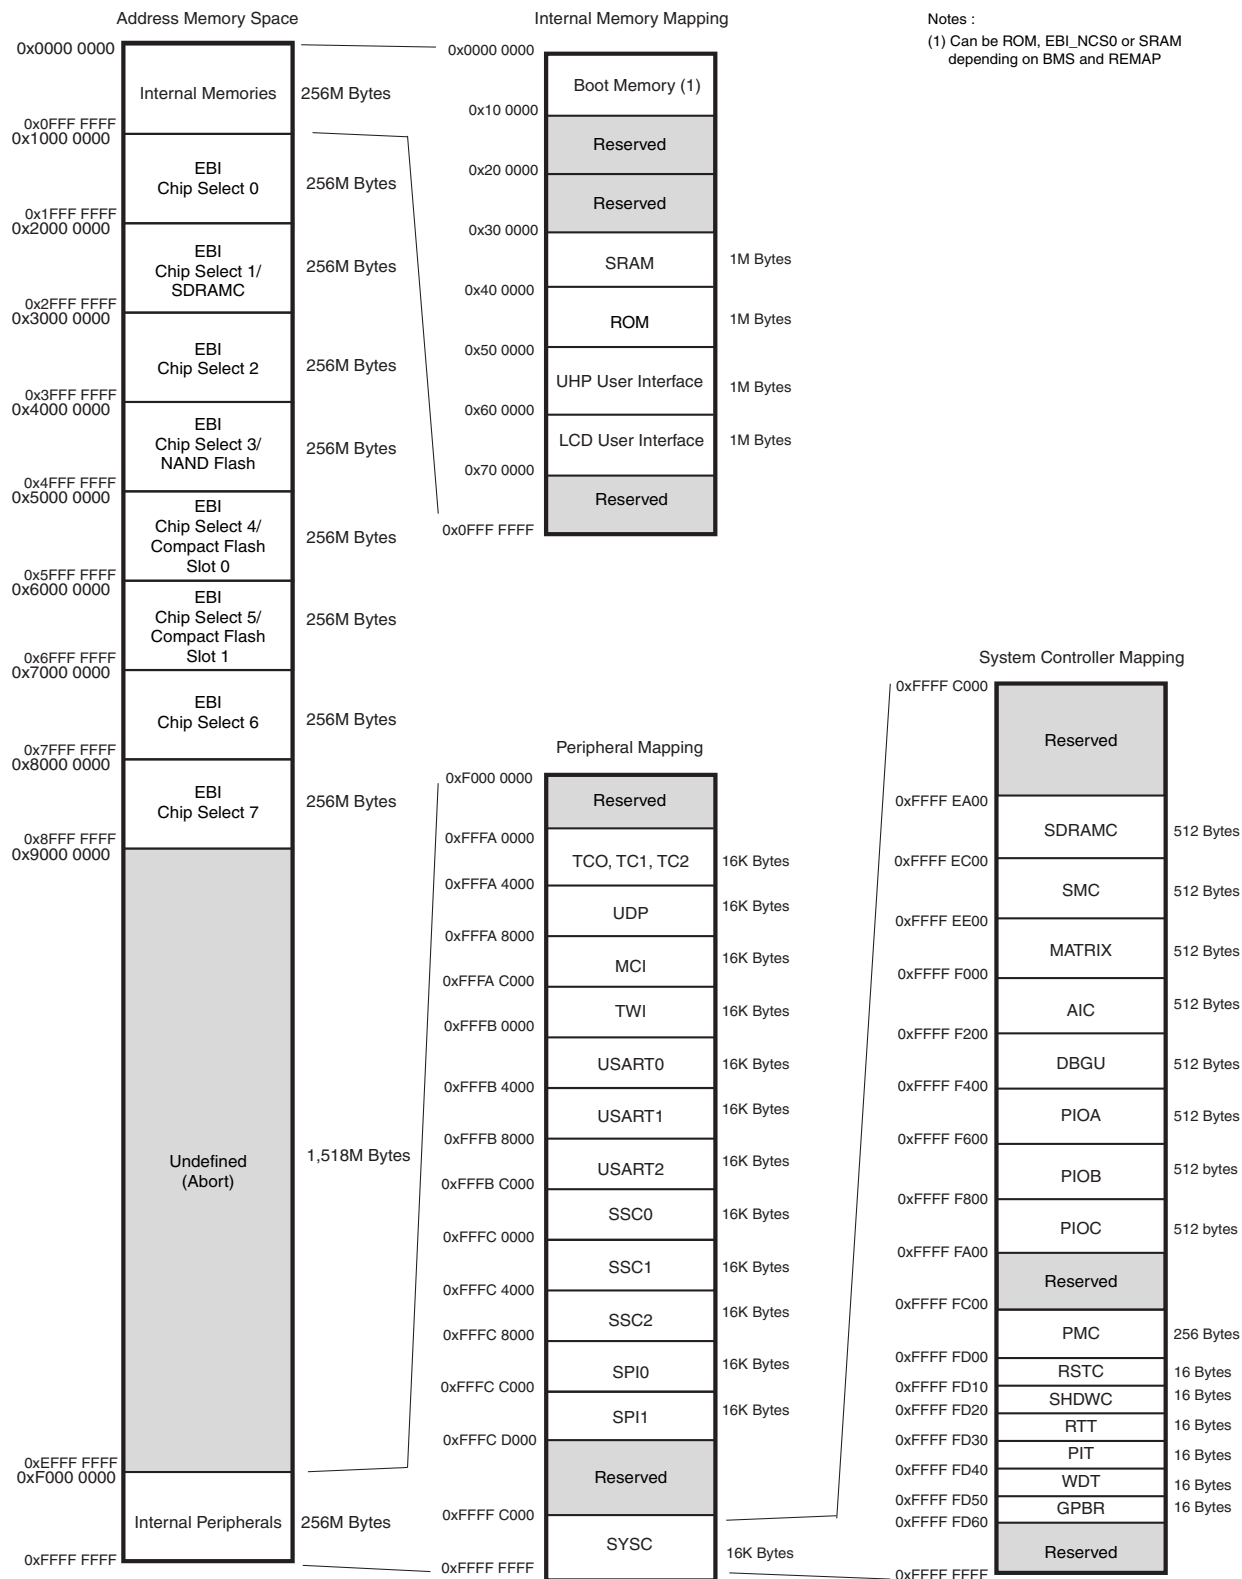 Address Memory Space
0x0000 0000
Internal Memories
256M Bytes
0x0FFF FFFF
0x1000 0000
EBI
Chip Select 0
256M Bytes
0x1FFF FFFF
0x2000 0000
EBI
Chip Select 1/
SDRAMC
256M Bytes
0x2FFF FFFF
0x3000 0000
EBI
Chip Select 2
256M Bytes
0x3FFF FFFF
0x4000 0000
EBI
Chip Select 3/
NAND Flash
256M Bytes
0x4FFF FFFF
0x5000 0000
EBI
Chip Select 4/
Compact Flash
Slot 0
256M Bytes
0x5FFF FFFF
0x6000 0000
EBI
Chip Select 5/
Compact Flash
Slot 1
256M Bytes
0x6FFF FFFF
0x7000 0000
EBI
Chip Select 6
256M Bytes
0x7FFF FFFF
0x8000 0000
EBI
Chip Select 7
256M Bytes
0x8FFF FFFF
0x9000 0000
Undefined
(Abort)
1,518M Bytes
0xEFFF FFFF
0xF000 0000
Internal Peripherals
256M Bytes
0xFFFF FFFF
Internal Memory Mapping
0x0000 0000
Boot Memory (1)
0x10 0000
Reserved
0x20 0000
Reserved
0x30 0000
SRAM
1M Bytes
0x40 0000
ROM
1M Bytes
0x50 0000
UHP User Interface
1M Bytes
0x60 0000
LCD User Interface
1M Bytes
0x70 0000
Reserved
0x0FFF FFFF
Notes :
(1) Can be ROM, EBI_NCS0 or SRAM
depending on BMS and REMAP
Peripheral Mapping
0xF000 0000
Reserved
0xFFFA 0000
TCO, TC1, TC2
16K Bytes
0xFFFA 4000
UDP
16K Bytes
0xFFFA 8000
MCI
16K Bytes
0xFFFA C000
TWI
16K Bytes
0xFFFB 0000
USART0
16K Bytes
0xFFFB 4000
USART1
16K Bytes
0xFFFB 8000
USART2
16K Bytes
0xFFFB C000
SSC0
16K Bytes
0xFFFC 0000
SSC1
16K Bytes
0xFFFC 4000
SSC2
16K Bytes
0xFFFC 8000
SPI0
16K Bytes
0xFFFC C000
SPI1
16K Bytes
0xFFFC D000
Reserved
0xFFFF C000
SYSC
16K Bytes
0xFFFF FFFF
System Controller Mapping
0xFFFF C000
Reserved
0xFFFF EA00
SDRAMC
512 Bytes
0xFFFF EC00
SMC
512 Bytes
0xFFFF EE00
MATRIX
512 Bytes
0xFFFF F000
AIC
512 Bytes
0xFFFF F200
DBGU
512 Bytes
0xFFFF F400
PIOA
512 Bytes
0xFFFF F600
PIOB
512 bytes
0xFFFF F800
PIOC
512 bytes
0xFFFF FA00
Reserved
0xFFFF FC00
PMC
256 Bytes
0xFFFF FD00
RSTC
16 Bytes
0xFFFF FD10
SHDWC
16 Bytes
0xFFFF FD20
RTT
16 Bytes
0xFFFF FD30
PIT
16 Bytes
0xFFFF FD40
WDT
16 Bytes
0xFFFF FD50
GPBR
16 Bytes
0xFFFF FD60
Reserved
0xFFFF FFFF